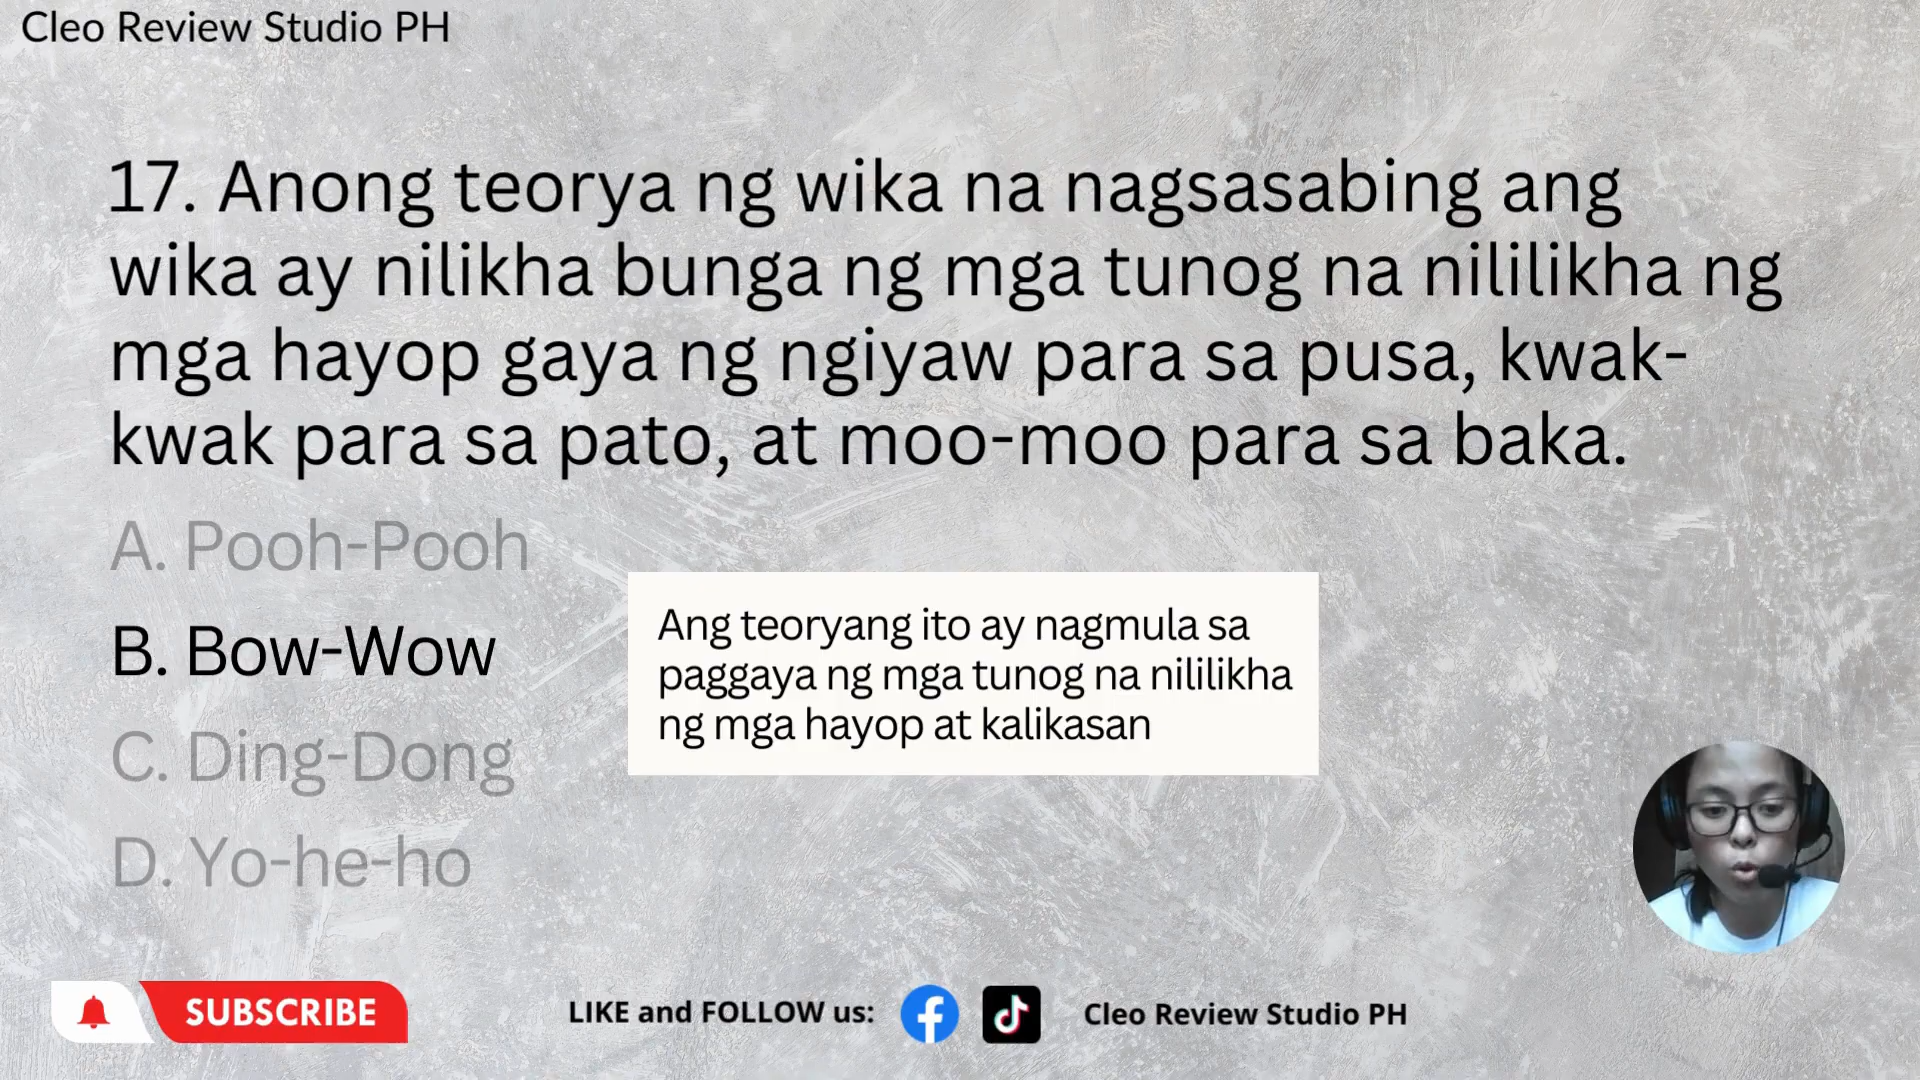 Cleo Review Studio PH
17. Anong teorya ng wika na nagsasabing ang
wika ay nilikha bunga ng mga tunog na nililikha ng
mga hayop gaya ng ngiyaw para sa pusa, kwak-
kwak para sa pato, at moo-moo para sa baka.
A. Pooh-Pooh
B. Bow-Wow
C. Ding-Dong
D. Yo-he-ho
Ang teoryang ito ay nagmula sa
paggaya ng mga tunog na nililikha
ng mga hayop at kalikasan
SUBSCRIBE
LIKE and FOLLOW us:
Cleo Review Studio PH